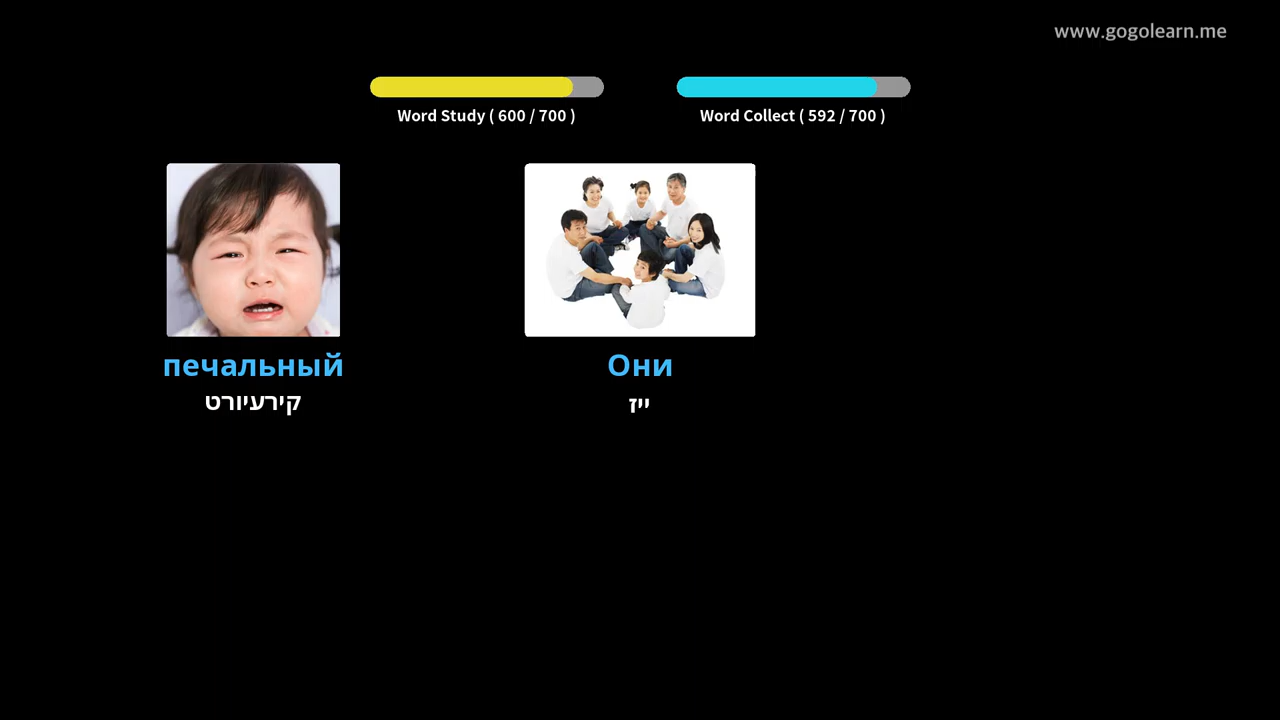 www.gogolearn.me
Word Study ( 600 / 700 )
Word Collect ( 592 / 700 )
печальный
קירעיורט
Они
ייז